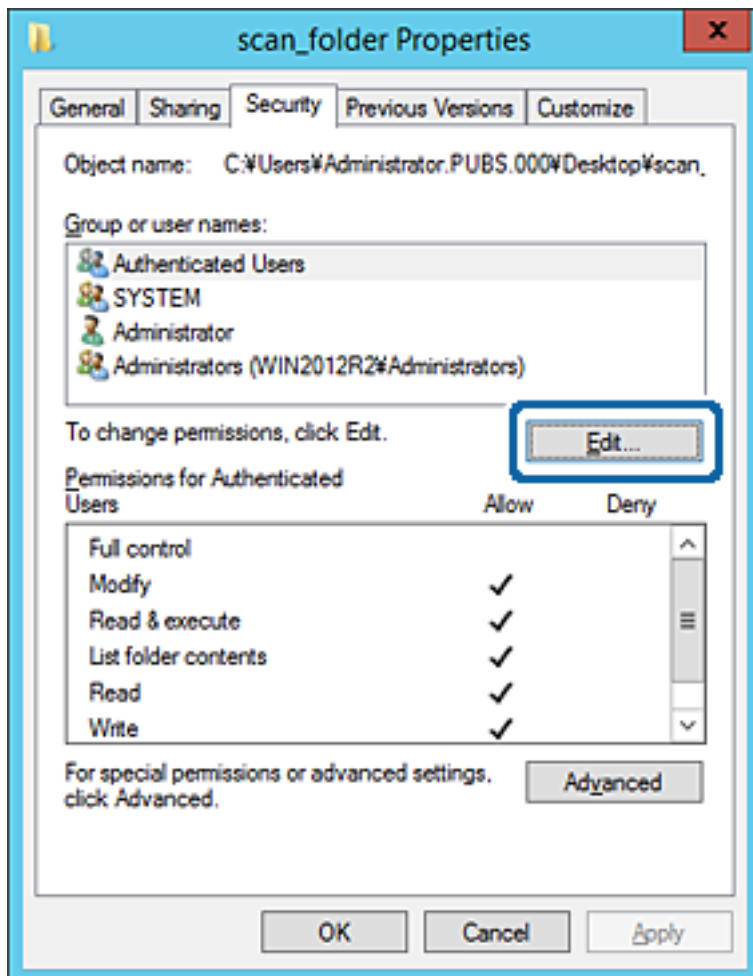 scan_folder Properties
General Sharing Security Previous Versions Customize
Object name: C:¥Users¥Administrator.PUBS.000¥Desktop¥scan_
Group or user names:
Authenticated Users
SYSTEM
Administrator
Administrators (WIN2012R2¥Administrators)
To change permissions, click Edit.
Edit...
Permissions for Authenticated
Users Allow Deny
Full control
Modify
Read & execute
List folder contents
Read
Write
For special permissions or advanced settings,
click Advanced.
Advanced
OK Cancel Apply